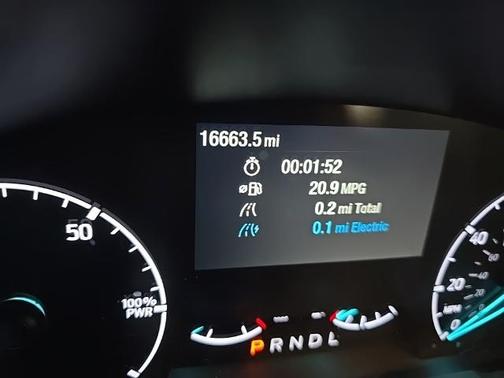 16663.5 mi
00:01:52
20.9 MPG
0.2 mi Total
0.1 mi Electric
50
100%
PWR
40
20
MPH
0
P R N D L